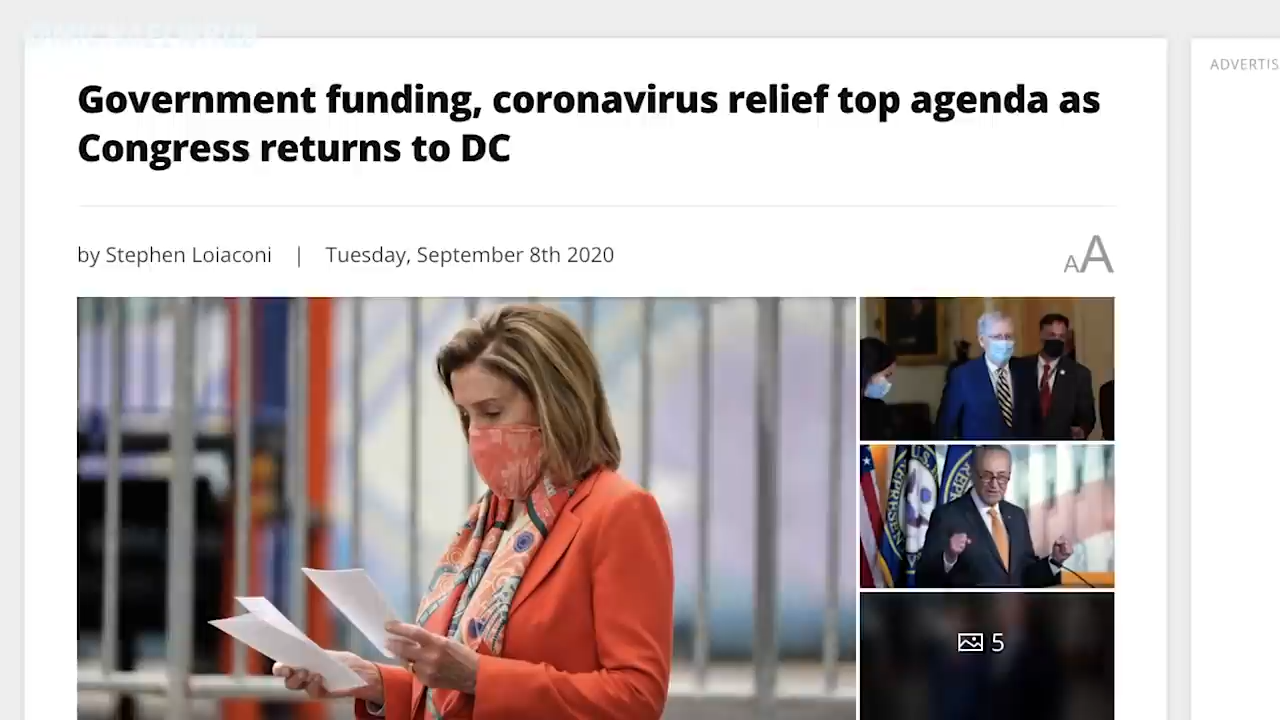 ADVERTIS
Government funding, coronavirus relief top agenda as
Congress returns to DC
by Stephen Loiaconi | Tuesday, September 8th 2020
AA
5